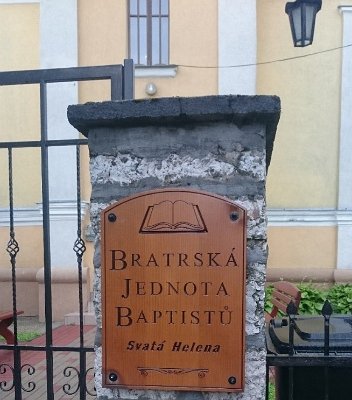 BRATRSKÁ
JEDNOTA
BAPTISTŮ
Svatá Helena